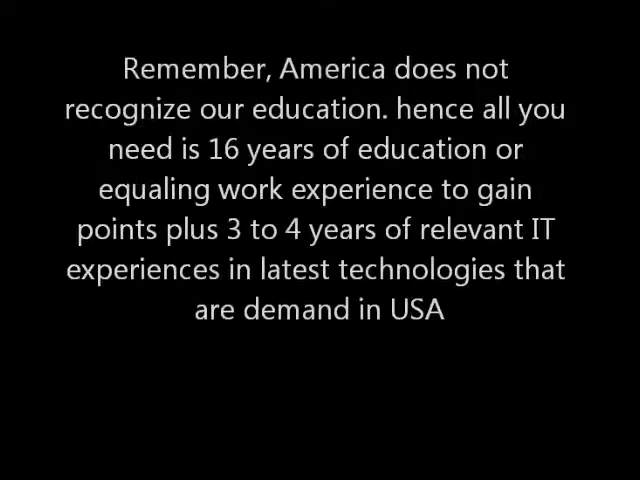 Remember, America does not
recognize our education. hence all you
need is 16 years of education or
equaling work experience to gain
points plus 3 to 4 years of relevant IT
experiences in latest technologies that
are demand in USA